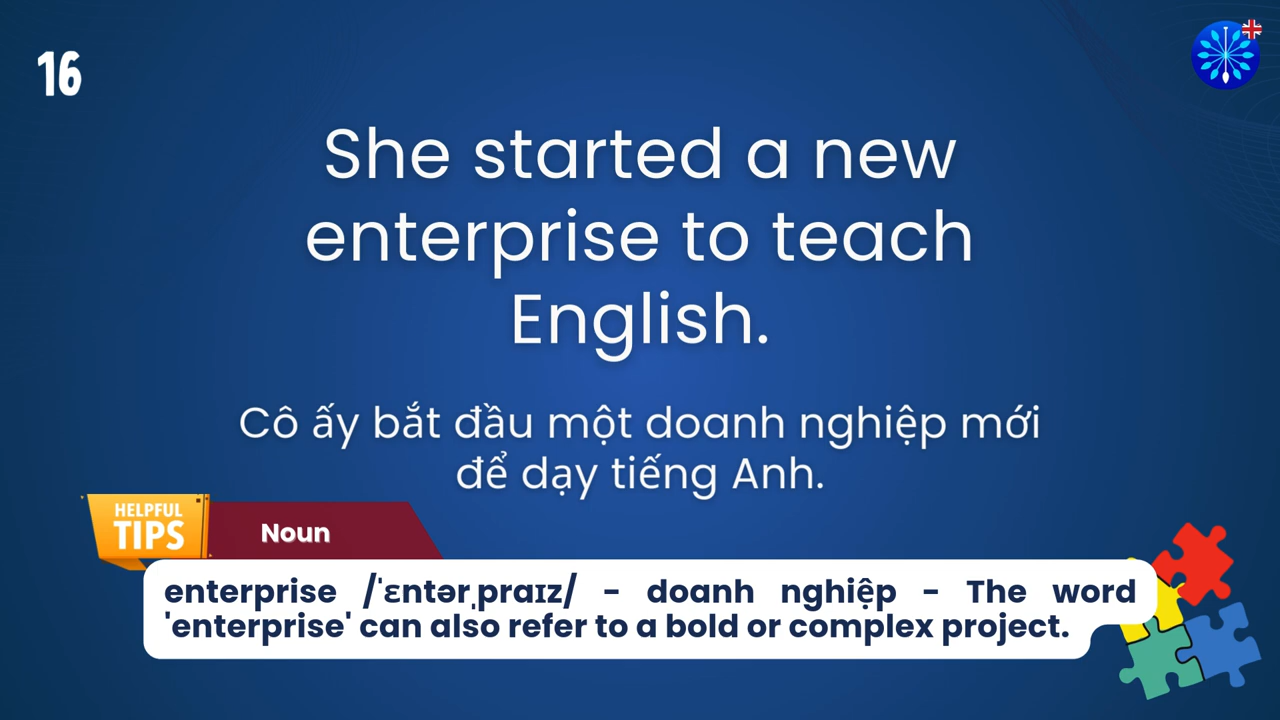 16
She started a new
enterprise to teach
English.
Cô ấy bắt đầu một doanh nghiệp mới
để dạy tiếng Anh.
HELPFUL
TIPS
Noun
enterprise /ˈɛntərˌpraɪz/ - doanh nghiệp - The word
'enterprise' can also refer to a bold or complex project.